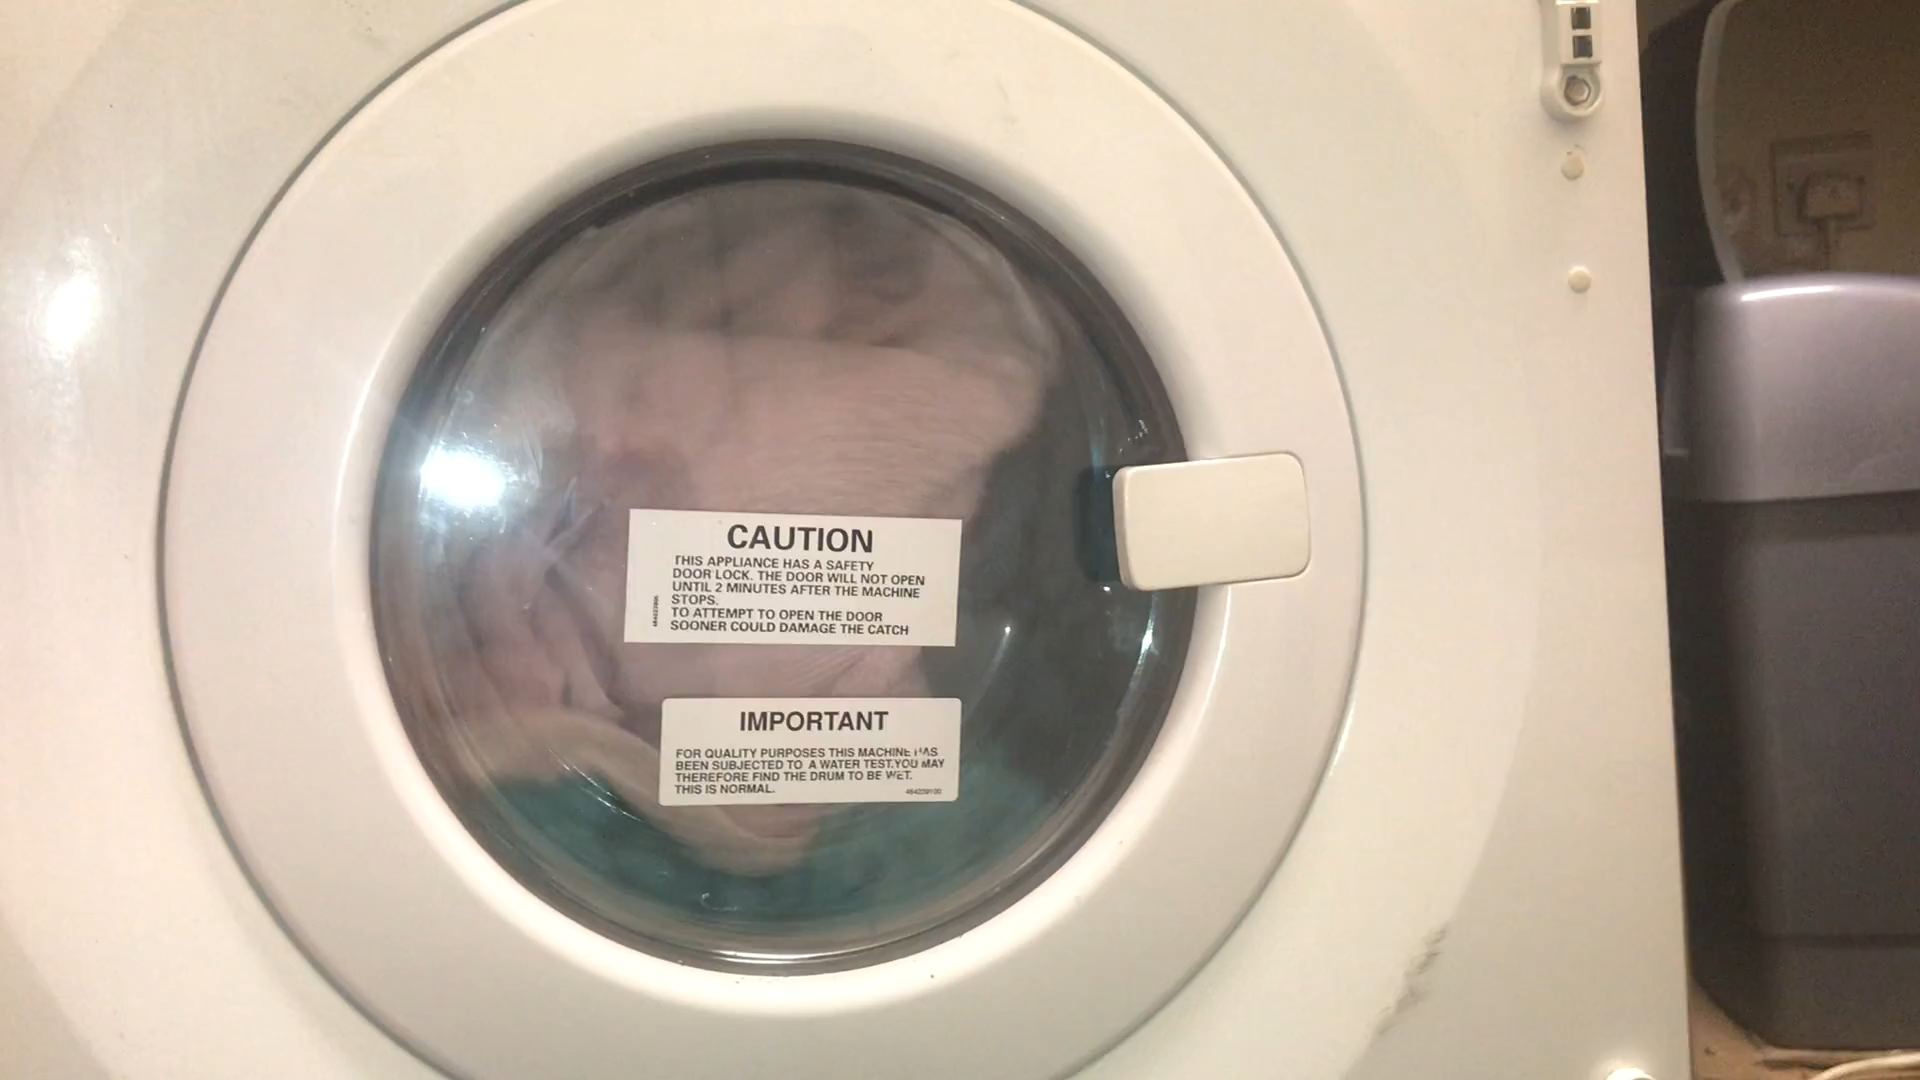 CAUTION
THIS APPLIANCE HAS A SAFETY
DOOR LOCK. THE DOOR WILL NOT OPEN
UNTIL 2 MINUTES AFTER THE MACHINE
STOPS.
TO ATTEMPT TO OPEN THE DOOR
SOONER COULD DAMAGE THE CATCH
IMPORTANT
FOR QUALITY PURPOSES THIS MACHINE HAS
BEEN SUBJECTED TO A WATER TEST.YOU MAY
THEREFORE FIND THE DRUM TO BE WET.
THIS IS NORMAL.